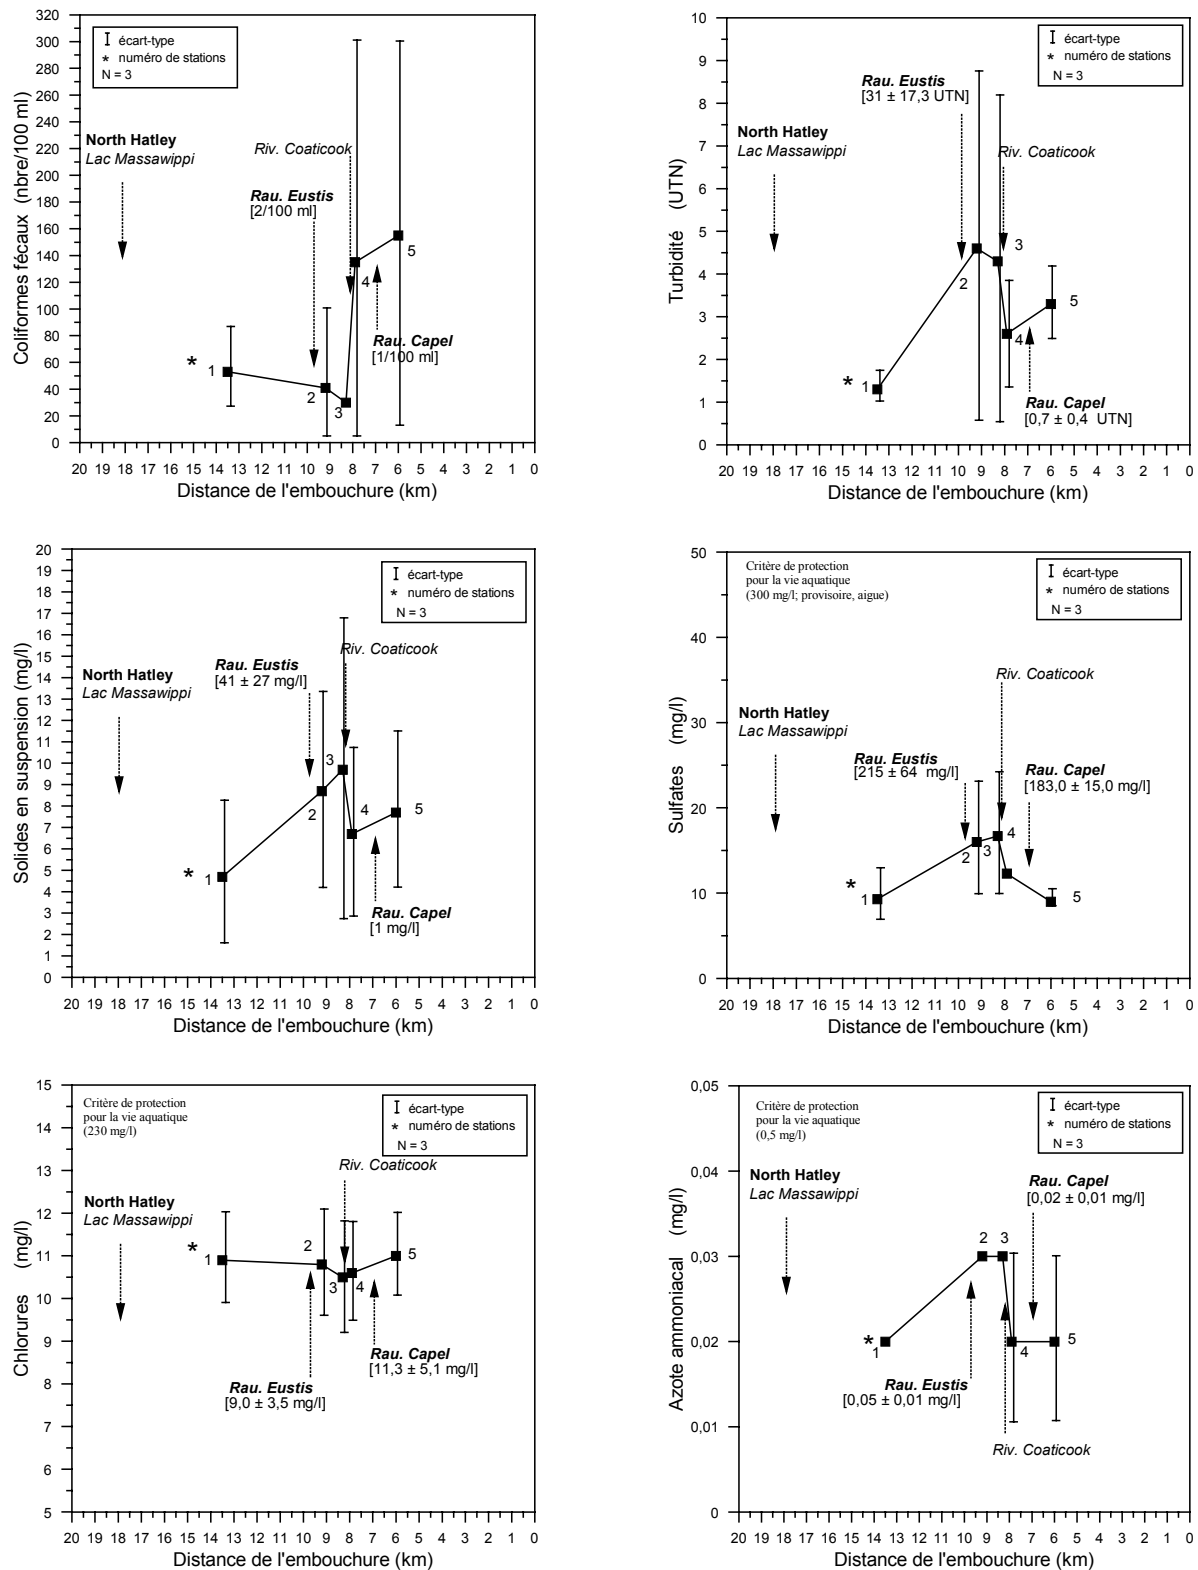 320
300
280
260
240
220
200
180
160
140
120
100
80
60
40
20
0
Coliformes fécaux (nbre/100 ml)
écart-type
* numéro de stations
N = 3
North Hatley
Lac Massawippi
Riv. Coaticook
Rau. Eustis
[2/100 ml]
Rau. Capel
[1/100 ml]
* 1
2
3
4
5
20 19 18 17 16 15 14 13 12 11 10 9 8 7 6 5 4 3 2 1 0
Distance de l'embouchure (km)
10
9
8
7
6
5
4
3
2
1
0
Turbidité (UTN)
écart-type
* numéro de stations
N = 3
Rau. Eustis
[31 ± 17,3 UTN]
North Hatley
Lac Massawippi
Riv. Coaticook
Rau. Capel
[0,7 ± 0,4 UTN]
* 1
2
3
4
5
20 19 18 17 16 15 14 13 12 11 10 9 8 7 6 5 4 3 2 1 0
Distance de l'embouchure (km)
20
19
18
17
16
15
14
13
12
11
10
9
8
7
6
5
4
3
2
1
0
Solides en suspension (mg/l)
écart-type
* numéro de stations
N = 3
Riv. Coaticook
Rau. Eustis
[41 ± 27 mg/l]
North Hatley
Lac Massawippi
Rau. Capel
[1 mg/l]
* 1
2
3
4
5
20 19 18 17 16 15 14 13 12 11 10 9 8 7 6 5 4 3 2 1 0
Distance de l'embouchure (km)
50
40
30
20
10
0
Sulfates (mg/l)
Critère de protection
pour la vie aquatique
(300 mg/l; provisoire, aigue)
écart-type
* numéro de stations
N = 3
Riv. Coaticook
North Hatley
Lac Massawippi
Rau. Eustis
[215 ± 64 mg/l]
Rau. Capel
[183,0 ± 15,0 mg/l]
* 1
2
3
4
5
20 19 18 17 16 15 14 13 12 11 10 9 8 7 6 5 4 3 2 1 0
Distance de l'embouchure (km)
15
14
13
12
11
10
9
8
7
6
5
Chlorures (mg/l)
Critère de protection
pour la vie aquatique
(230 mg/l)
écart-type
* numéro de stations
N = 3
Riv. Coaticook
North Hatley
Lac Massawippi
Rau. Capel
[11,3 ± 5,1 mg/l]
Rau. Eustis
[9,0 ± 3,5 mg/l]
* 1
2
3
4
5
20 19 18 17 16 15 14 13 12 11 10 9 8 7 6 5 4 3 2 1 0
Distance de l'embouchure (km)
0,05
0,04
0,03
0,02
0,01
0
Azote ammoniacal (mg/l)
Critère de protection
pour la vie aquatique
(0,5 mg/l)
écart-type
* numéro de stations
N = 3
North Hatley
Lac Massawippi
Rau. Capel
[0,02 ± 0,01 mg/l]
Rau. Eustis
[0,05 ± 0,01 mg/l]
Riv. Coaticook
* 1
2
3
4
5
20 19 18 17 16 15 14 13 12 11 10 9 8 7 6 5 4 3 2 1 0
Distance de l'embouchure (km)